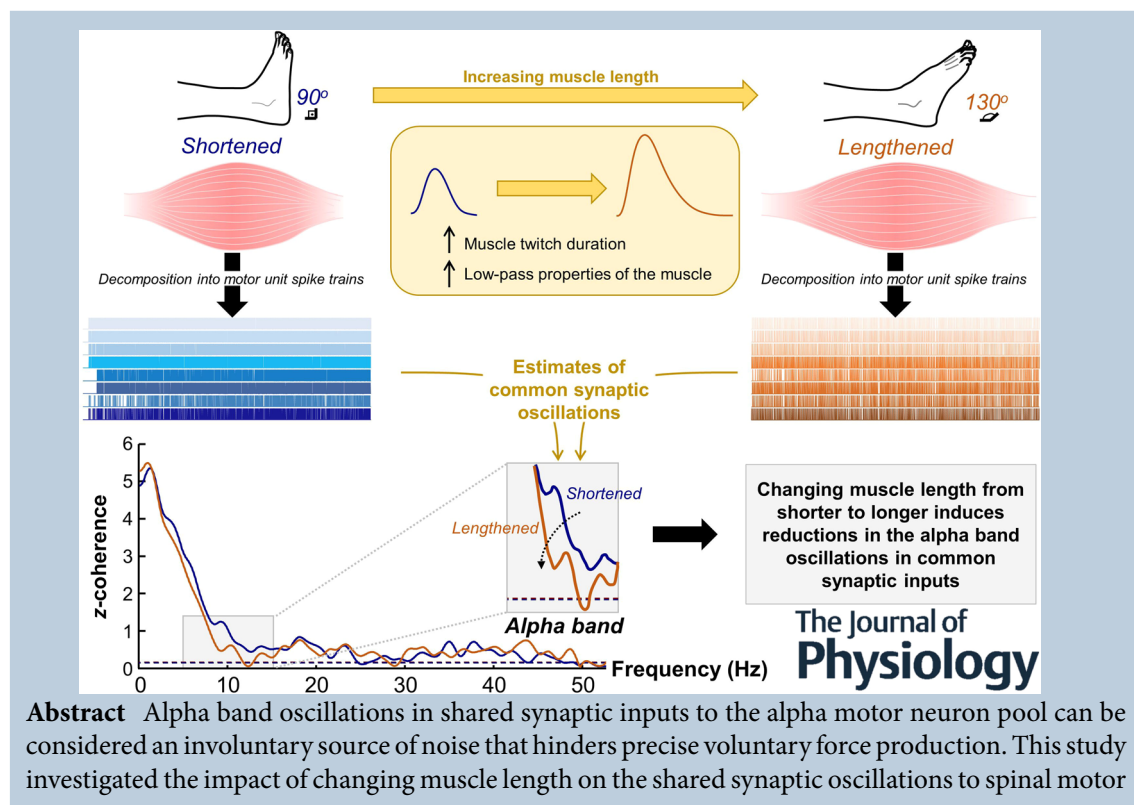 Increasing muscle length
90º
130º
Shortened
Lengthened
Muscle twitch duration
Low-pass properties of the muscle
Decomposition into motor unit spike trains
Decomposition into motor unit spike trains
Estimates of
common synaptic
oscillations
6
5
4
3
2
1
0
z-coherence
0
10
20
30
40
50
Frequency (Hz)
Shortened
Lengthened
Alpha band
Changing muscle length from
shorter to longer induces
reductions in the alpha band
oscillations in common
synaptic inputs
The Journal of
Physiology
Abstract Alpha band oscillations in shared synaptic inputs to the alpha motor neuron pool can be
considered an involuntary source of noise that hinders precise voluntary force production. This study
investigated the impact of changing muscle length on the shared synaptic oscillations to spinal motor